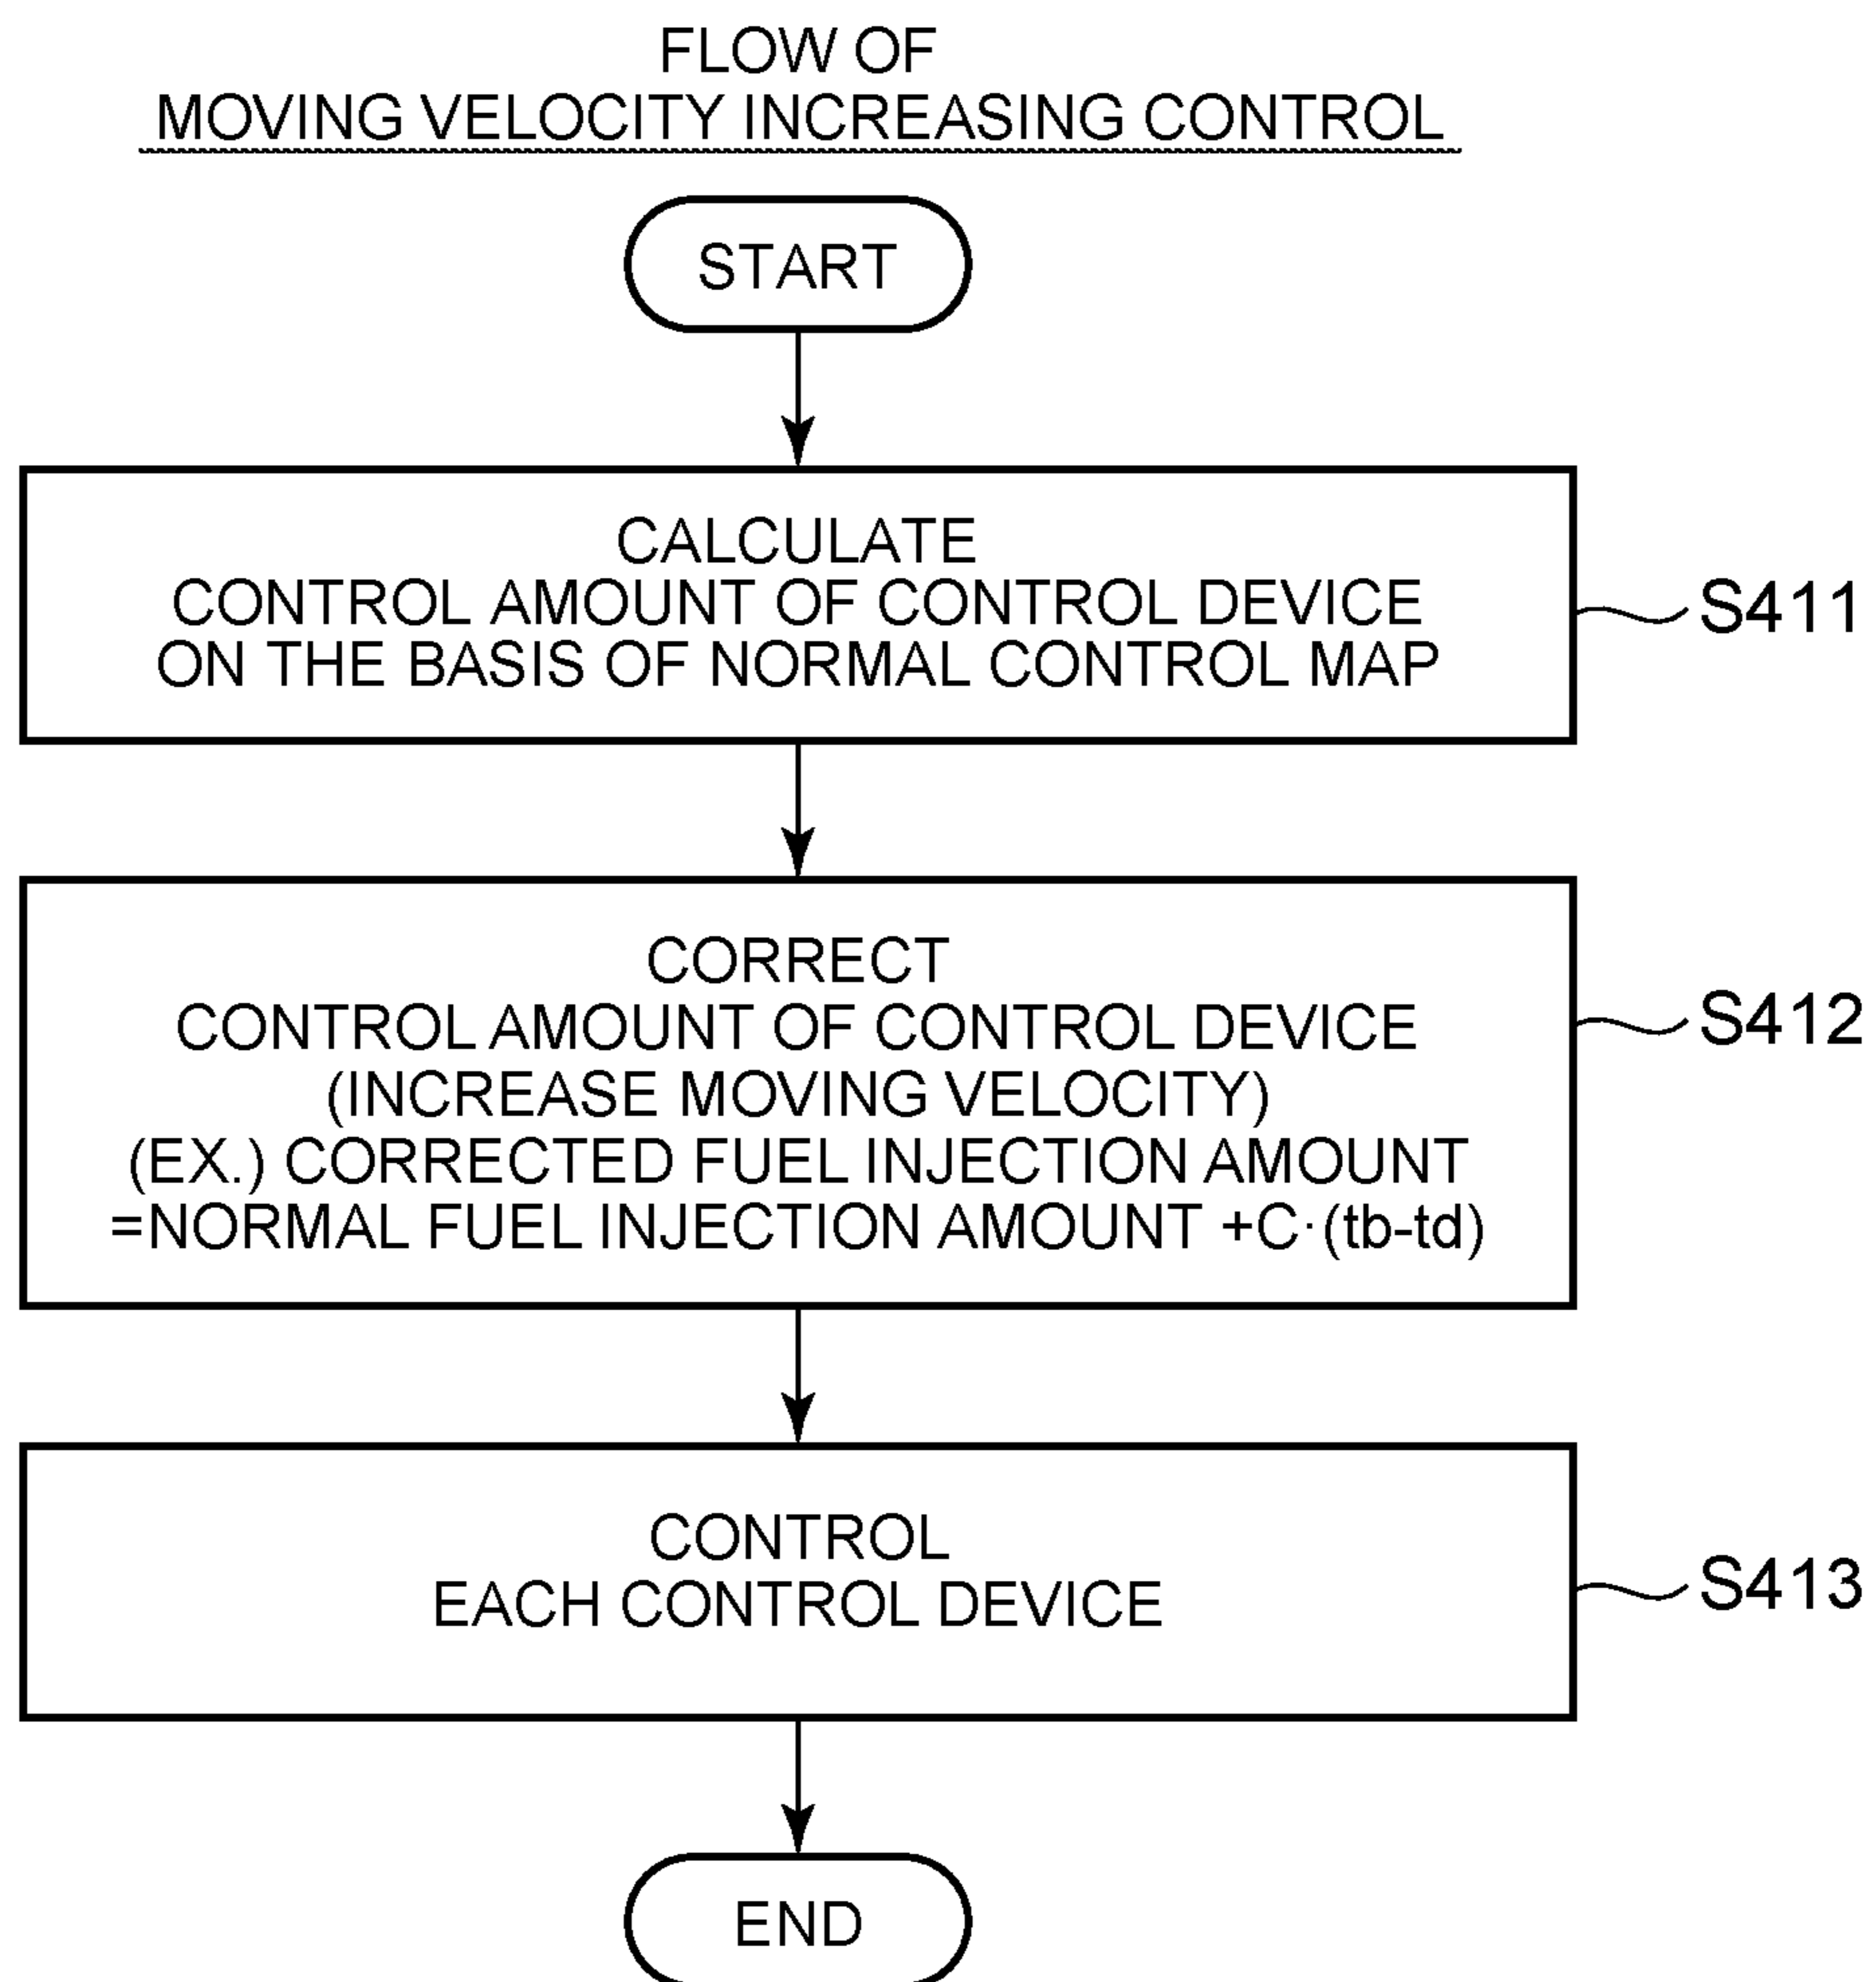 FLOW OF
MOVING VELOCITY INCREASING CONTROL
START
CALCULATE
CONTROL AMOUNT OF CONTROL DEVICE
ON THE BASIS OF NORMAL CONTROL MAP
S411
CORRECT
CONTROL AMOUNT OF CONTROL DEVICE
(INCREASE MOVING VELOCITY)
(EX.) CORRECTED FUEL INJECTION AMOUNT
=NORMAL FUEL INJECTION AMOUNT +C·(tb-td)
S412
CONTROL
EACH CONTROL DEVICE
S413
END